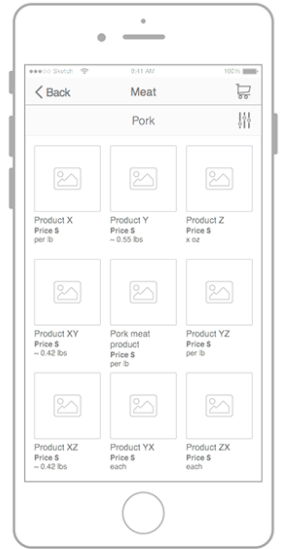 Sketch 9:41 AM 100%
Back Meat
Pork
Product X Product Y Product Z
Price $ Price $ Price $
per lb ~ 0.55 lbs x oz
Product XY Pork meat Product YZ
Price $ product Price $
~ 0.42 lbs Price $ per lb
per lb
Product XZ Product YX Product ZX
Price $ Price $ Price $
~ 0.42 lbs each each